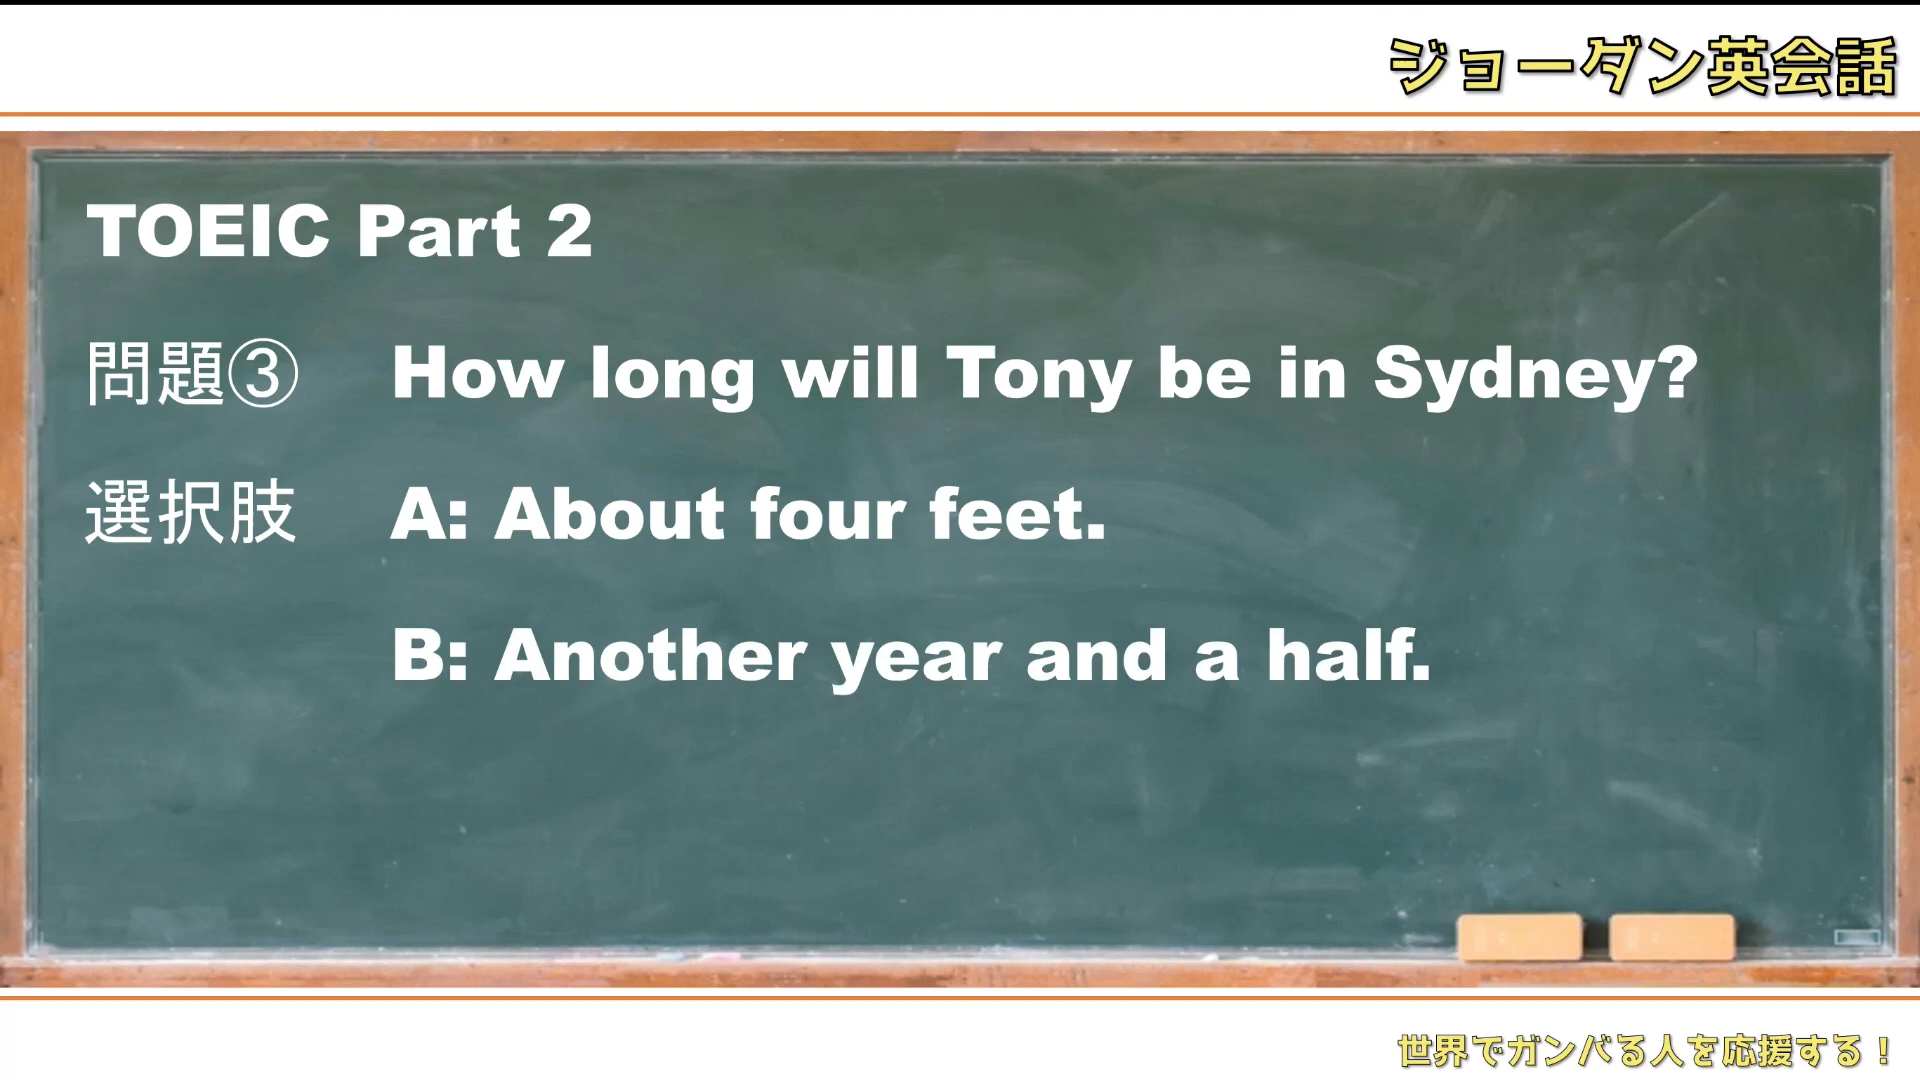 ジョーダン英会話
TOEIC Part 2
問題③ How long will Tony be in Sydney?
選択肢 A: About four feet.
B: Another year and a half.
世界でガンバる人を応援する！